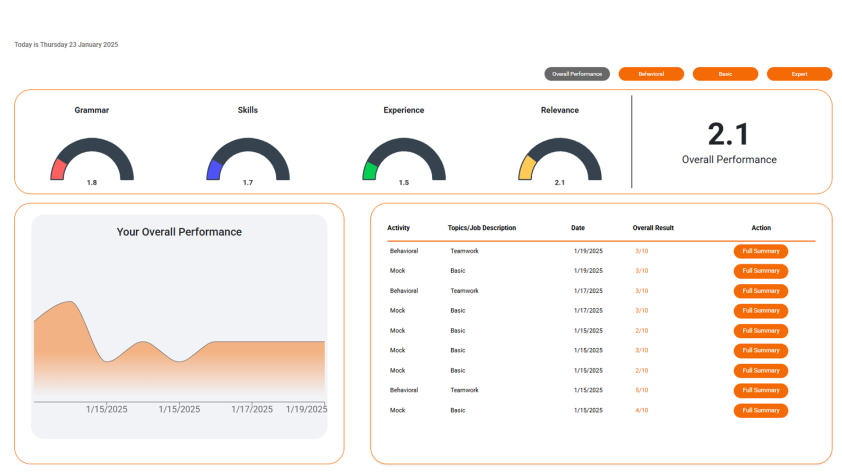 Today is Thursday 23 January 2025
Overall Performance Behavioral Basic Expert
Grammar Skills Experience Relevance
1.8 1.7 1.5 2.1
2.1
Overall Performance
Your Overall Performance
1/15/2025 1/15/2025 1/17/2025 1/19/2025
Activity Topics/Job Description Date Overall Result Action
Behavioral Teamwork 1/19/2025 3/10 Full Summary
Mock Basic 1/19/2025 3/10 Full Summary
Behavioral Teamwork 1/17/2025 3/10 Full Summary
Mock Basic 1/17/2025 3/10 Full Summary
Mock Basic 1/15/2025 2/10 Full Summary
Mock Basic 1/15/2025 3/10 Full Summary
Mock Basic 1/15/2025 2/10 Full Summary
Behavioral Teamwork 1/15/2025 5/10 Full Summary
Mock Basic 1/15/2025 4/10 Full Summary